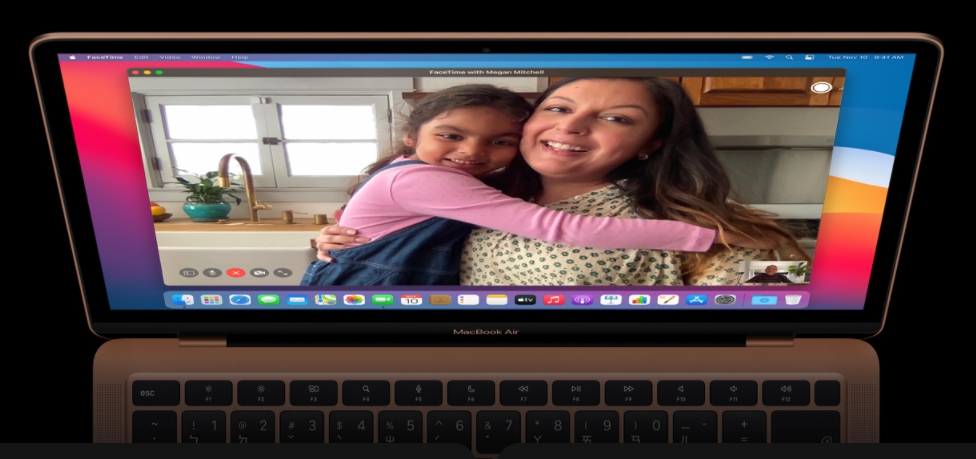 FaceTime Edit Video Window Help
Tue Nov 10 9:41 AM
FaceTime with Megan Mitchell
10
tv
MacBook Air
esc F1 F2 F3 F4 F5 F6 F7 F8 F9 F10 F11 F12
~ ! 1 @ 2 # 3 $ 4 % 5 ^ 6 & 7 * 8 ( 9 ) 0 _ - + =